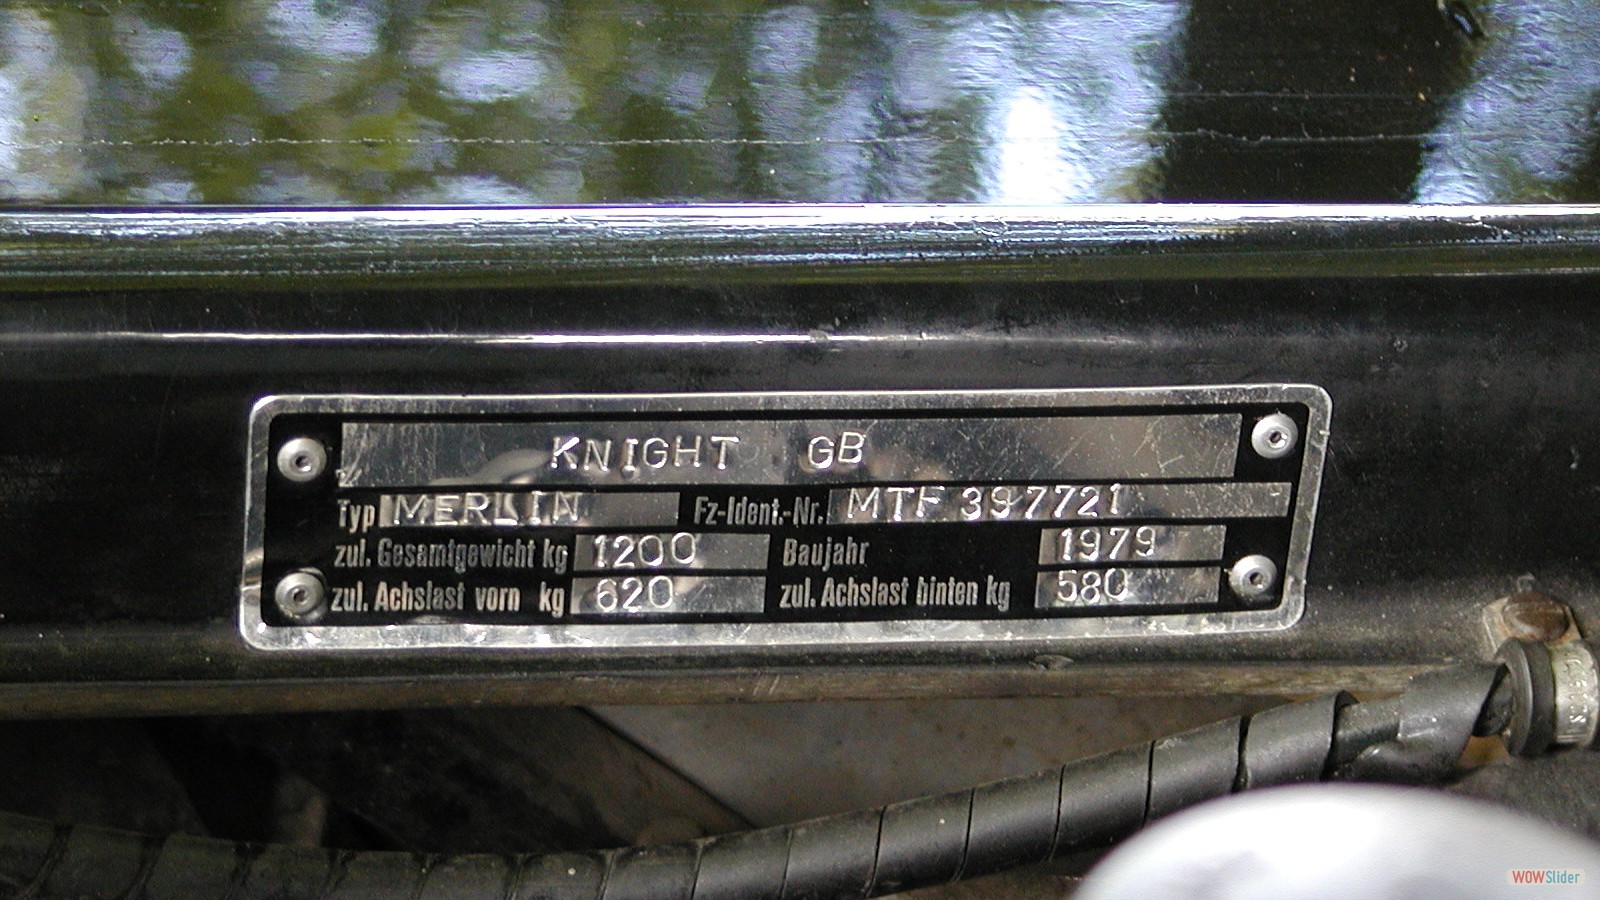 KNIGHT GB
Typ MERLIN Fz-Ident.-Nr. MTF 397721
zul. Gesamtgewicht kg 1200 Baujahr 1979
zul. Achslast vorn kg 620 zul. Achslast hinten kg 580
WOWSlider